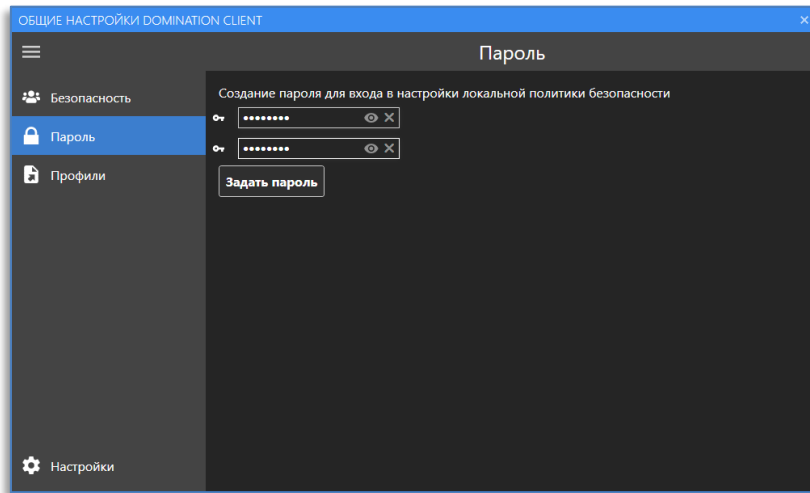 ОБЩИЕ НАСТРОЙКИ DOMINATION CLIENT
Пароль
Безопасность
Пароль
Профили
Настройки
Создание пароля для входа в настройки локальной политики безопасности
••••••••
••••••••
Задать пароль